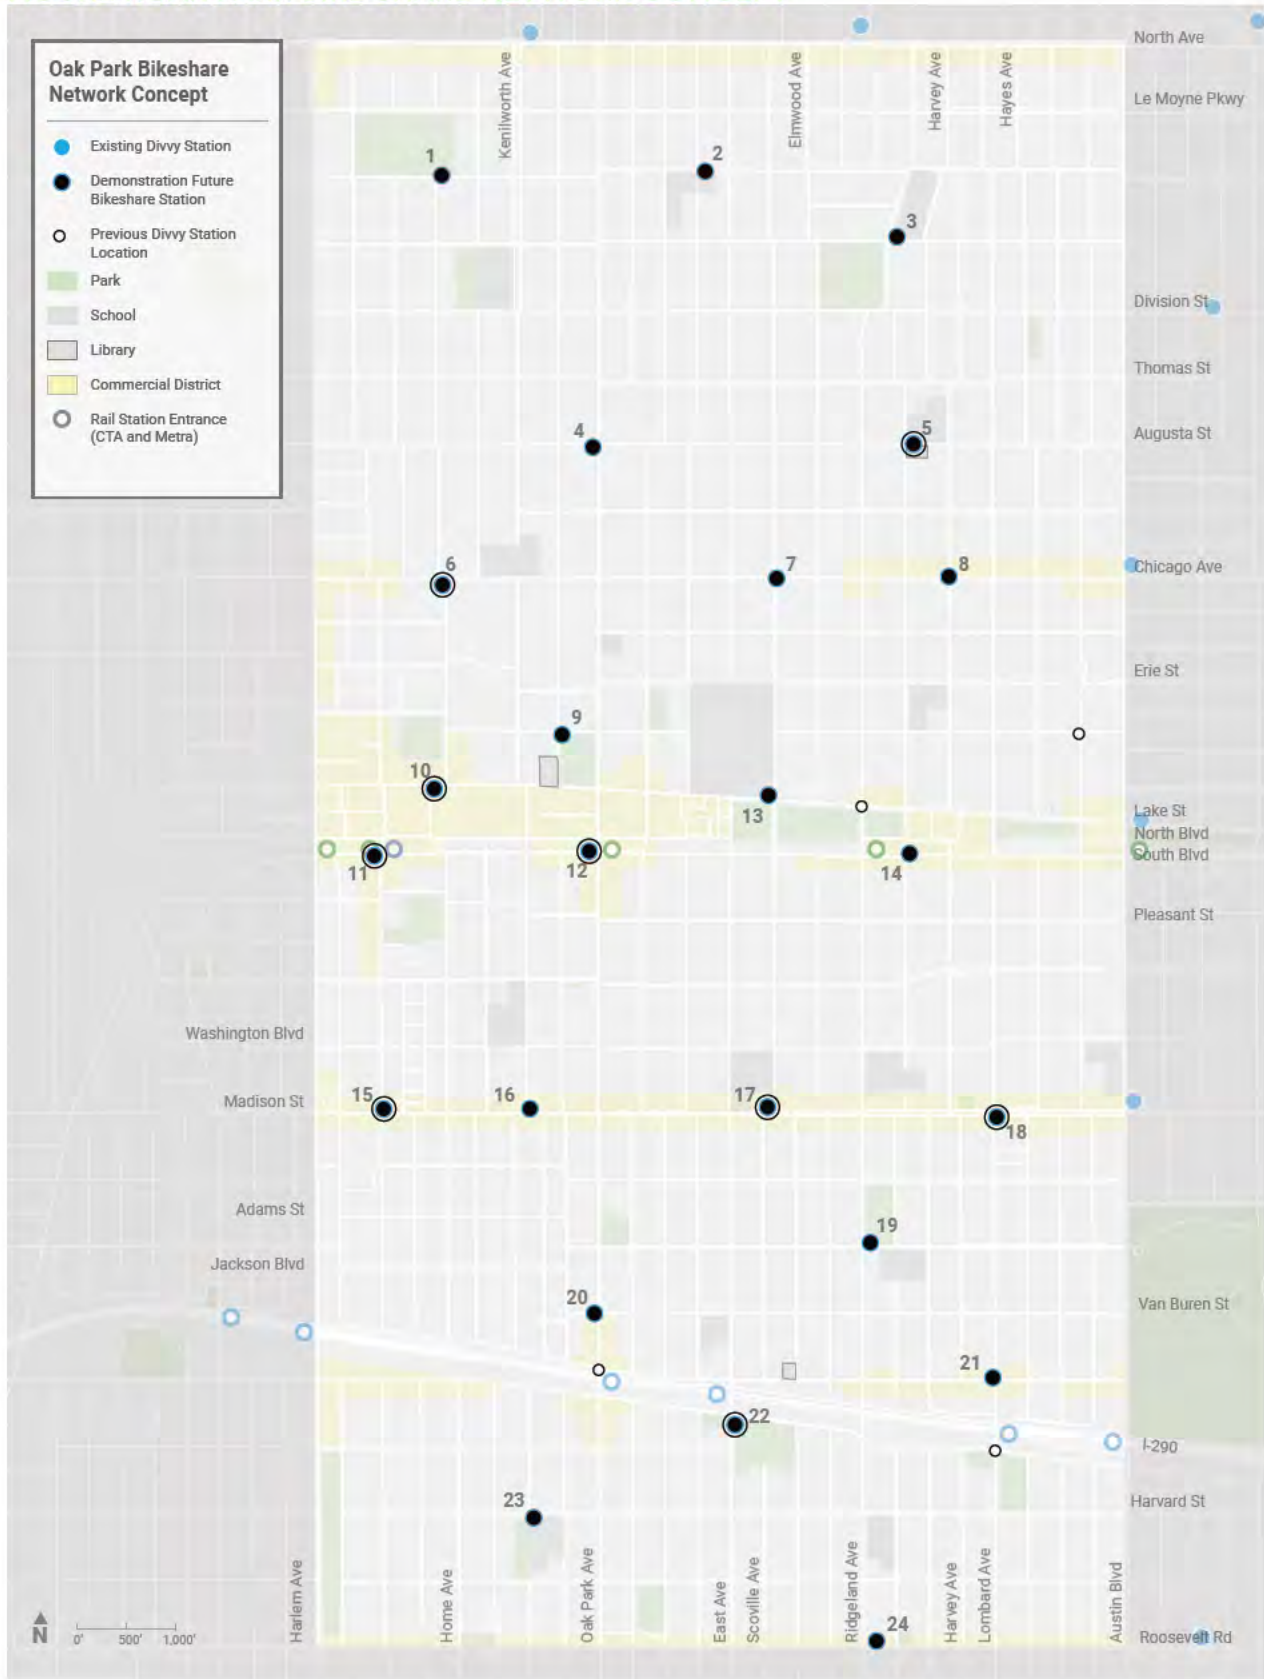 Oak Park Bikeshare
Network Concept
Existing Divvy Station
Demonstration Future
Bikeshare Station
Previous Divvy Station
Location
Park
School
Library
Commercial District
Rail Station Entrance
(CTA and Metra)
Kenilworth Ave
Elmwood Ave
Harvey Ave
Hayes Ave
North Ave
Le Moyne Pkwy
1
2
3
Division St
Thomas St
4
5
Augusta St
6
7
8
Chicago Ave
Erie St
9
10
13
Lake St
North Blvd
South Blvd
11
12
14
Pleasant St
Washington Blvd
Madison St
15
16
17
18
Adams St
19
Jackson Blvd
20
Van Buren St
21
22
I-290
23
Harvard St
Harlem Ave
Home Ave
Oak Park Ave
East Ave
Scoville Ave
Ridgeland Ave
Harvey Ave
Lombard Ave
Austin Blvd
24
Roosevelt Rd
N
0' 500' 1,000'